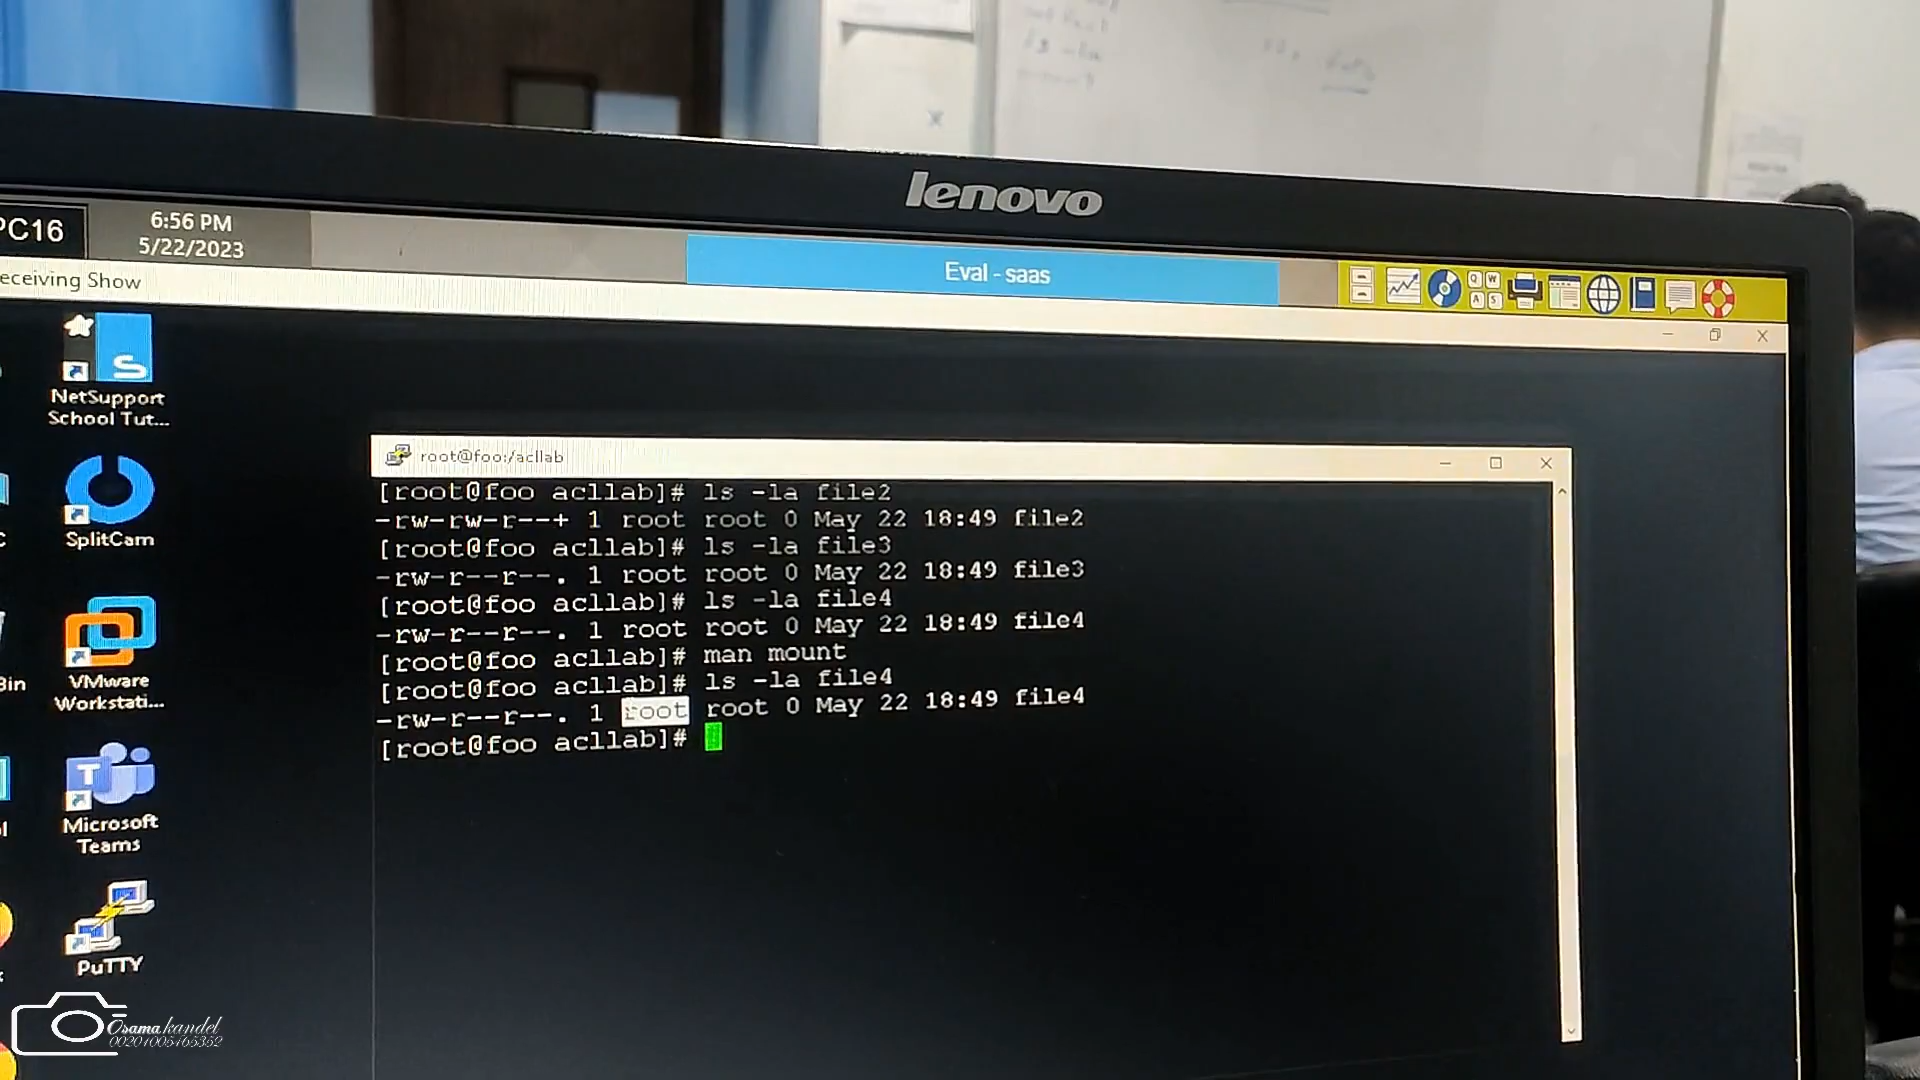 lenovo
PC16
6:56 PM
5/22/2023
Eval - saas
eceiving Show
NetSupport
School Tut...
SplitCam
VMware
Workstati...
Microsoft
Teams
PuTTY
Bin
root@foo:/acllab
[root@foo acllab]# ls -la file2
-rw-rw-r--+ 1 root root 0 May 22 18:49 file2
[root@foo acllab]# ls -la file3
-rw-r--r--. 1 root root 0 May 22 18:49 file3
[root@foo acllab]# ls -la file4
-rw-r--r--. 1 root root 0 May 22 18:49 file4
[root@foo acllab]# man mount
[root@foo acllab]# ls -la file4
-rw-r--r--. 1 root root 0 May 22 18:49 file4
[root@foo acllab]#
Osama kandel
00201005165352